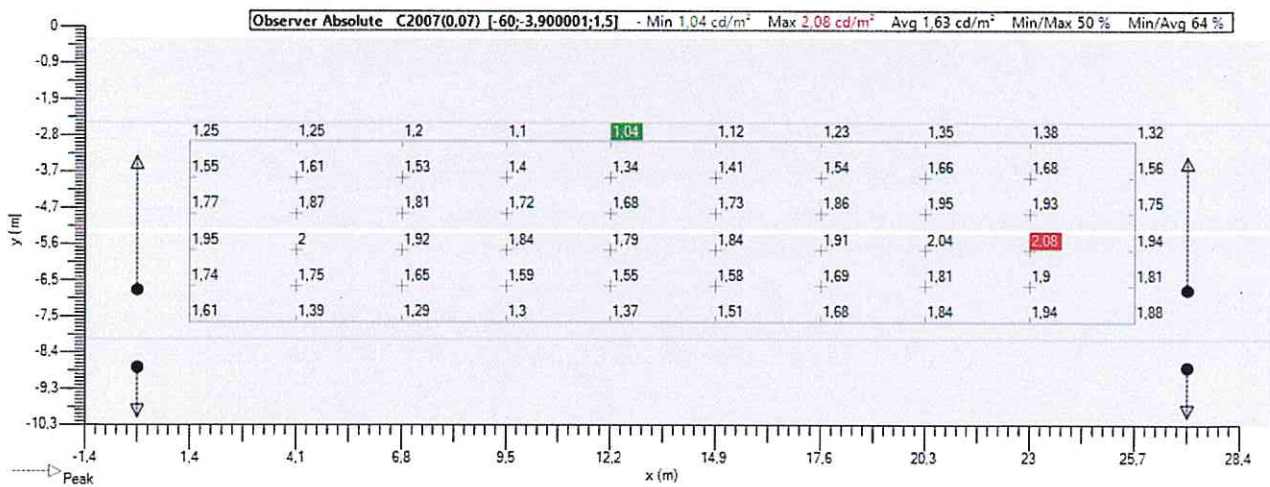 Observer Absolute C2007(0,07) [-60;-3,900001;1,5] - Min 1,04 cd/m² Max 2,08 cd/m² Avg 1,63 cd/m² Min/Max 50 % Min/Avg 64 %
0
-0.9
-1.9
-2.8 1,25 1,25 1,2 1,1 1,04 1,12 1,23 1,35 1,38 1,32
-3.7 1,55 1,61 1,53 1,4 1,34 1,41 1,54 1,66 1,68 1,56
-4.7 1,77 1,87 1,81 1,72 1,68 1,73 1,86 1,95 1,93 1,75
y (m)
-5.6 1,95 2 1,92 1,84 1,79 1,84 1,91 2,04 2,08 1,94
-6.5 1,74 1,75 1,65 1,59 1,55 1,58 1,69 1,81 1,9 1,81
-7.5 1,61 1,39 1,29 1,3 1,37 1,51 1,68 1,84 1,94 1,88
-8.4
-9.3
-10.3
-1,4 1,4 4,1 6,8 9,5 12,2 14,9 17,6 20,3 23 25,7 28,4
x (m)
Peak